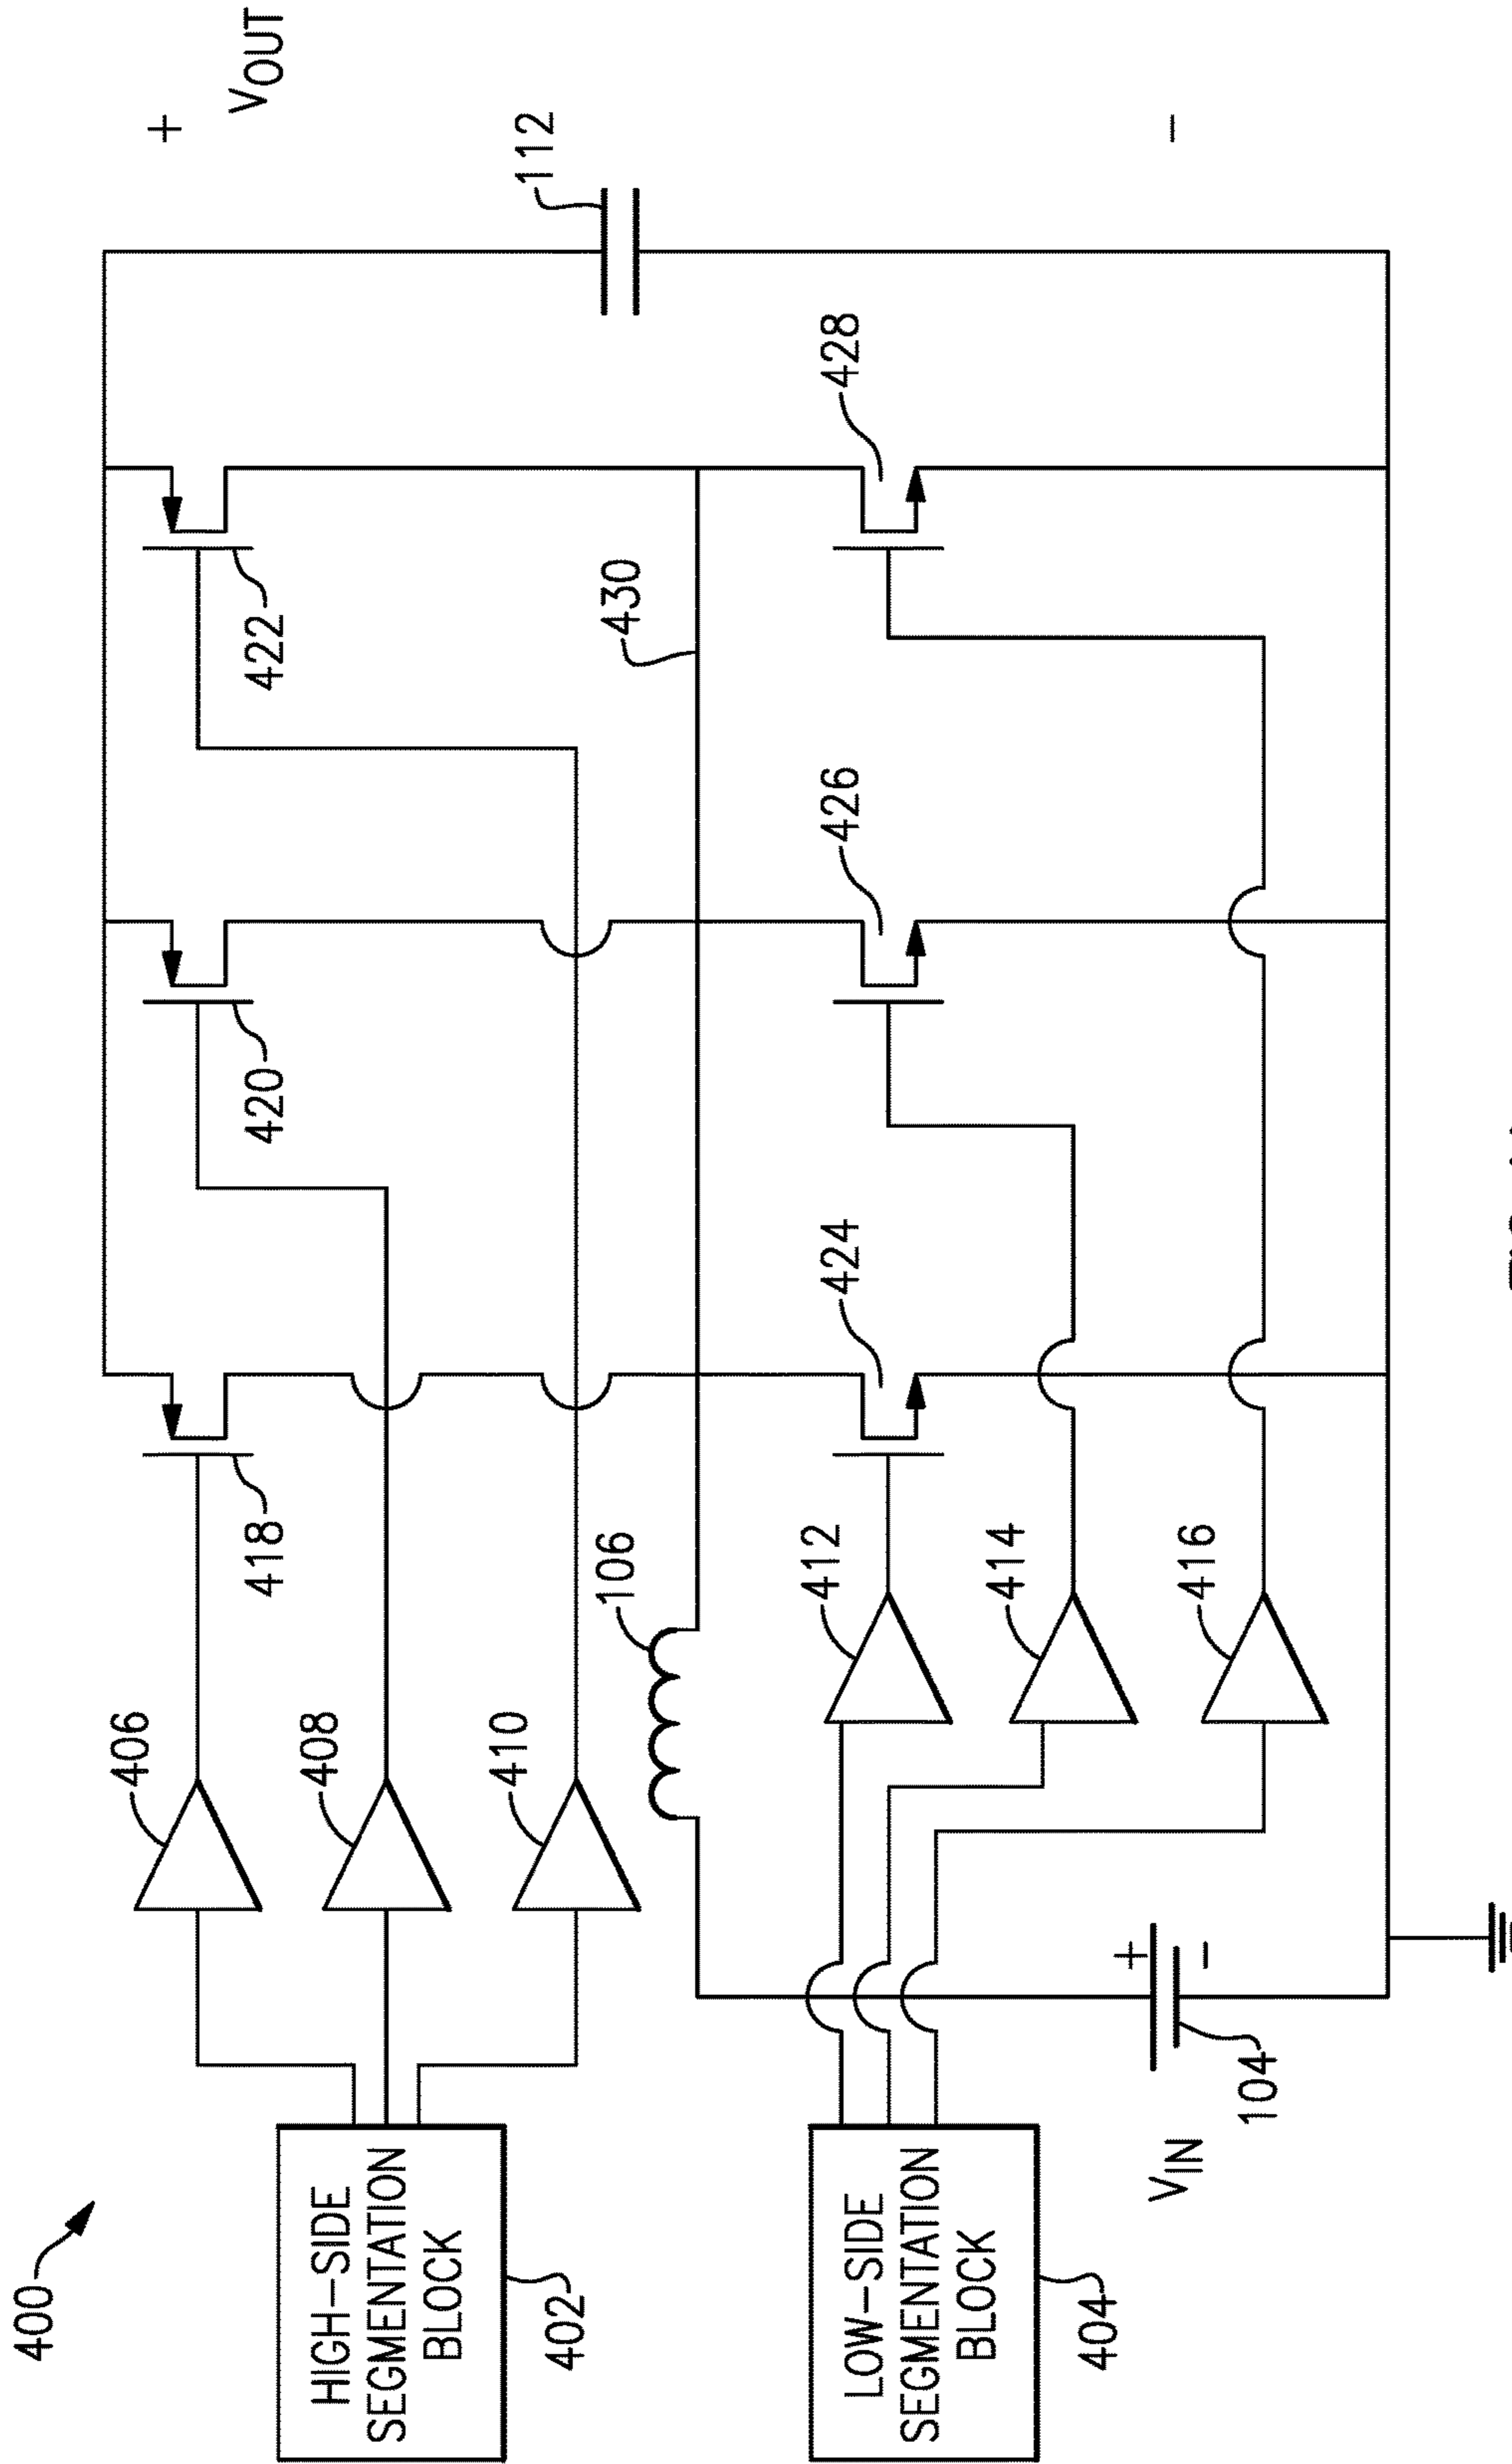 400
HIGH-SIDE
SEGMENTATION
BLOCK
402
406
408
410
418
420
422
+
VOUT
−
112
430
106
LOW-SIDE
SEGMENTATION
BLOCK
404
412
414
416
424
426
428
VIN
+
−
104